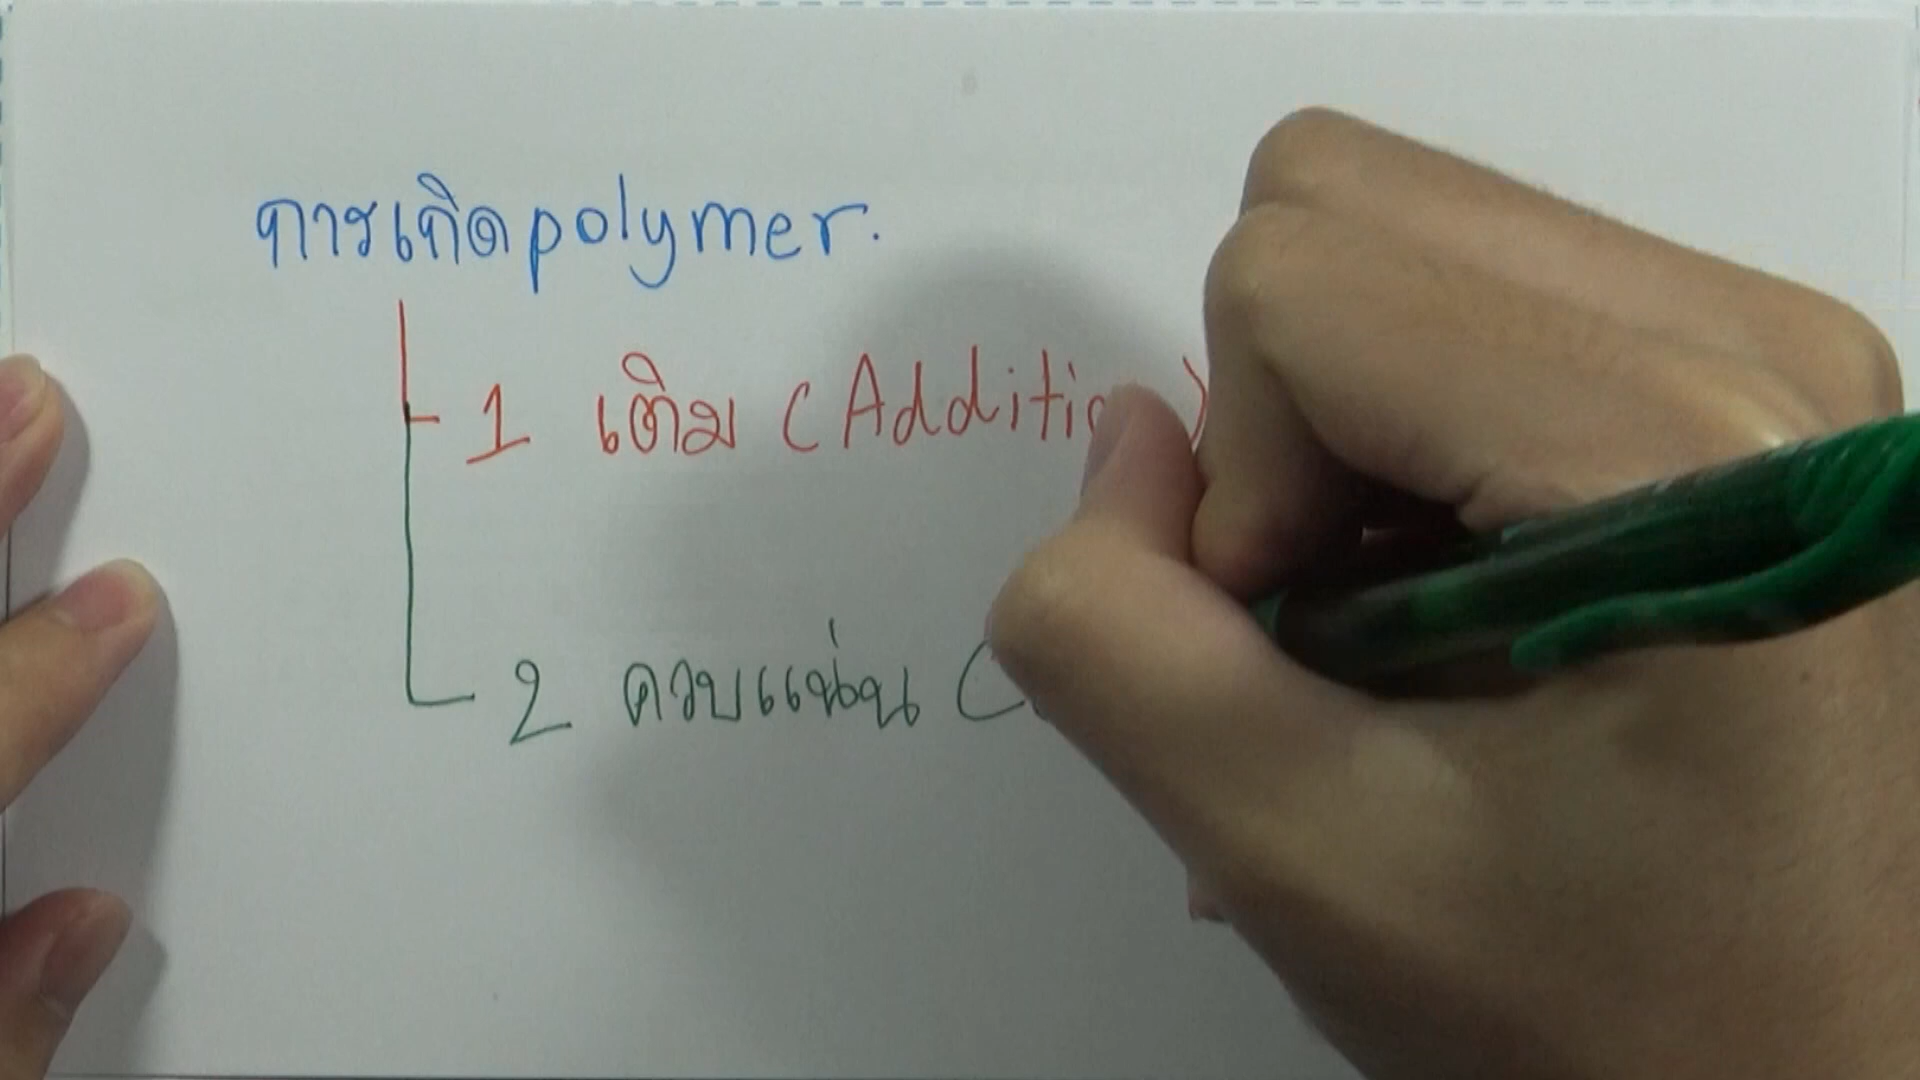 การเกิด polymer.
1 เติม (Additi )
2 ควบแน่น (